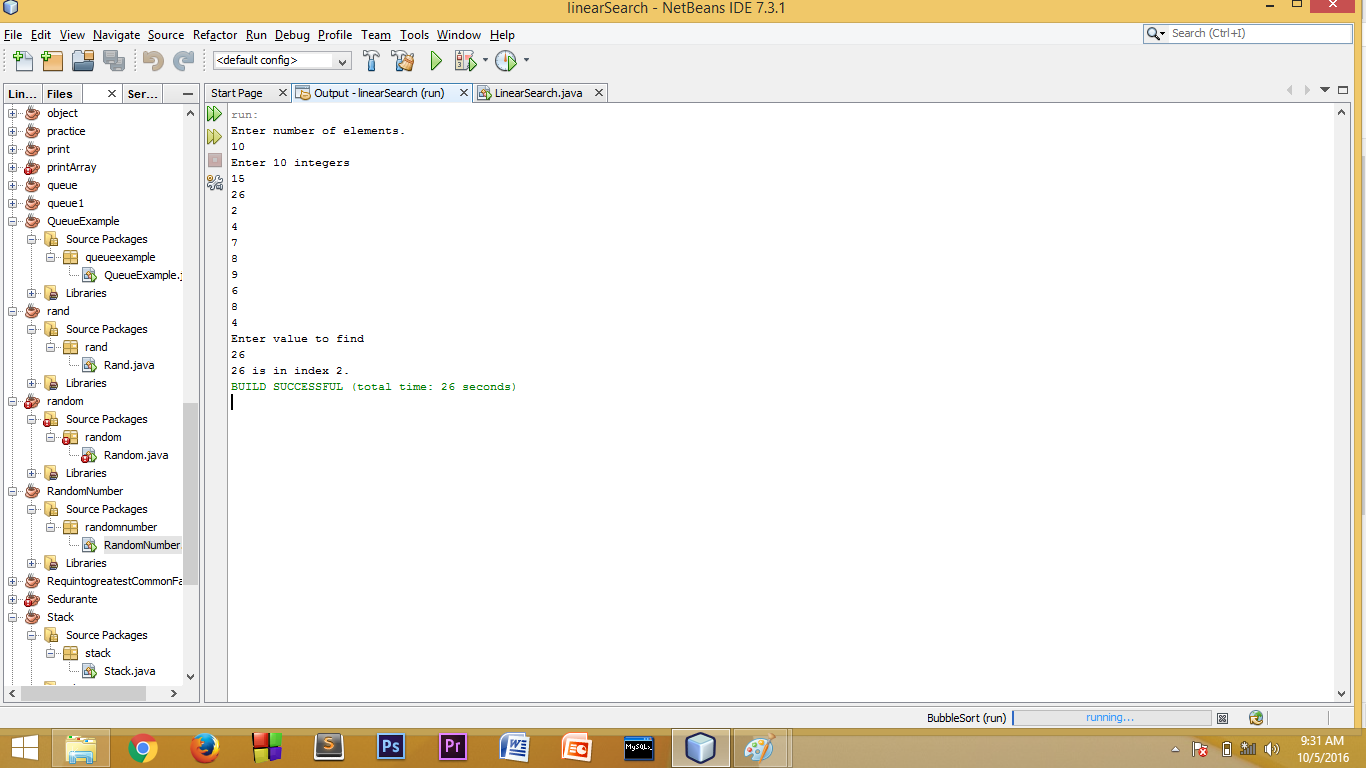 linearSearch - NetBeans IDE 7.3.1
File Edit View Navigate Source Refactor Run Debug Profile Team Tools Window Help
Search (Ctrl+I)
<default config>
Lin... Files Ser...
Start Page Output - linearSearch (run) LinearSearch.java
object
practice
print
printArray
queue
queue1
QueueExample
Source Packages
queueexample
QueueExample.j
Libraries
rand
Source Packages
rand
Rand.java
Libraries
random
Source Packages
random
Random.java
Libraries
RandomNumber
Source Packages
randomnumber
RandomNumber
Libraries
RequintogreatestCommonFa
Sedurante
Stack
Source Packages
stack
Stack.java
run:
Enter number of elements.
10
Enter 10 integers
15
26
2
4
7
8
9
6
8
4
Enter value to find
26
26 is in index 2.
BUILD SUCCESSFUL (total time: 26 seconds)
BubbleSort (run) running...
S Ps Pr W P MySQL
9:31 AM
10/5/2016